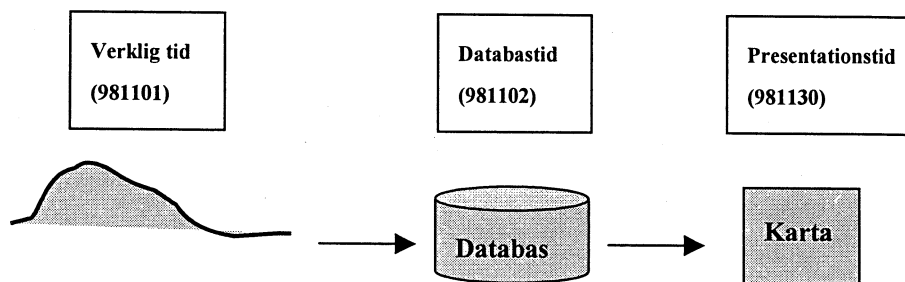 Verklig tid
(981101)
Databastid
(981102)
Presentationstid
(981130)
Databas
Karta